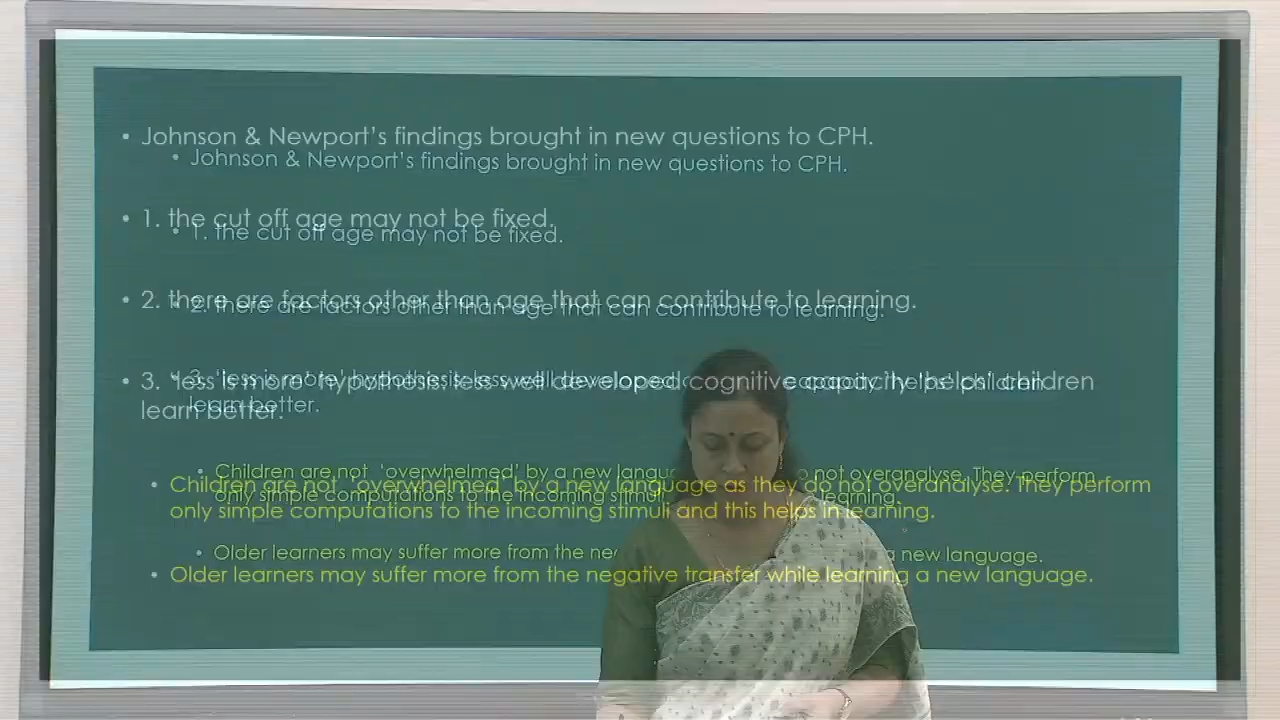 • Johnson & Newport's findings brought in new questions to CPH.
• 1. the cut off age may not be fixed.
• 2. there are factors other than age that can contribute to learning.
• 3. 'less is more' hypothesis: less well developed cognitive capacity 'helps' children
learn better.
• Children are not 'overwhelmed' by a new language as they do not overanalyse. They perform
only simple computations to the incoming stimuli and this helps in learning.
• Older learners may suffer more from the negative transfer while learning a new language.